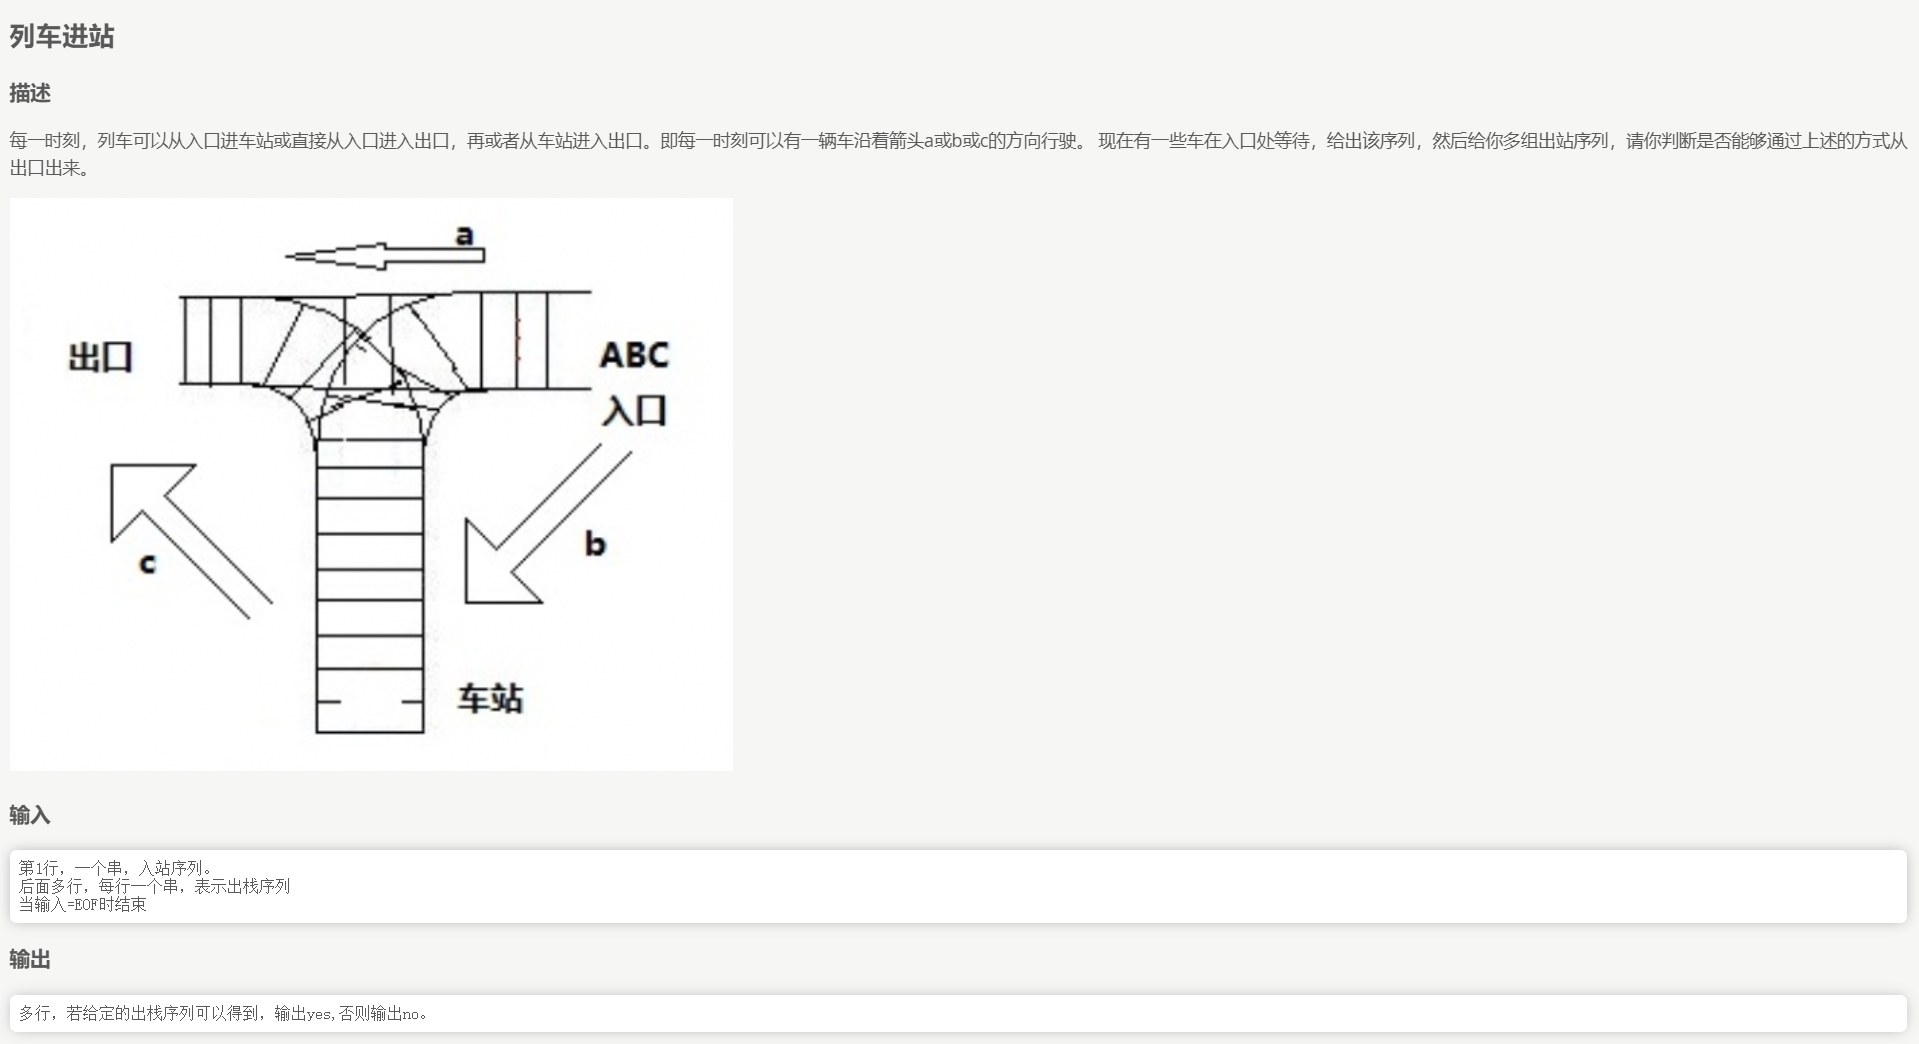 列车进站
描述
每一时刻，列车可以从入口进车站或直接从入口进入出口，再或者从车站进入出口。即每一时刻可以有一辆车沿着箭头a或b或c的方向行驶。 现在有一些车在入口处等待，给出该序列，然后给你多组出站序列，请你判断是否能够通过上述的方式从
出口出来。
a
出口
ABC
入口
c
b
车站
输入
第1行，一个串，入站序列。
后面多行，每行一个串，表示出栈序列
当输入=EOF时结束
输出
多行，若给定的出栈序列可以得到，输出yes,否则输出no。